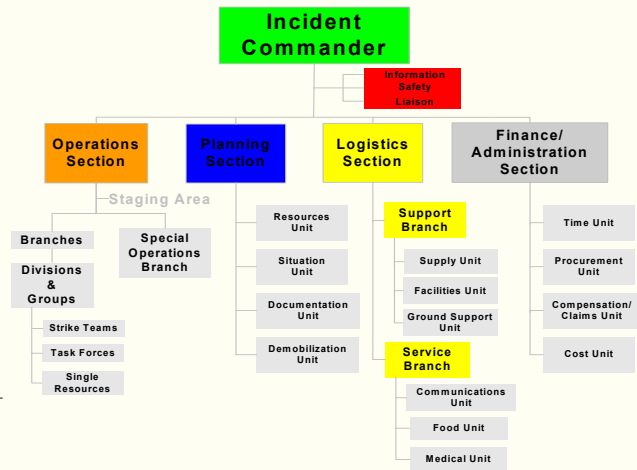 Incident
Commander
Information
Safety
Liaison
Operations
Section
Planning
Section
Logistics
Section
Finance/
Administration
Section
Staging Area
Branches
Special
Operations
Branch
Divisions
&
Groups
Strike Teams
Task Forces
Single
Resources
Resources
Unit
Situation
Unit
Documentation
Unit
Demobilization
Unit
Support
Branch
Supply Unit
Facilities Unit
Ground Support
Unit
Service
Branch
Communications
Unit
Food Unit
Medical Unit
Time Unit
Procurement
Unit
Compensation/
Claims Unit
Cost Unit